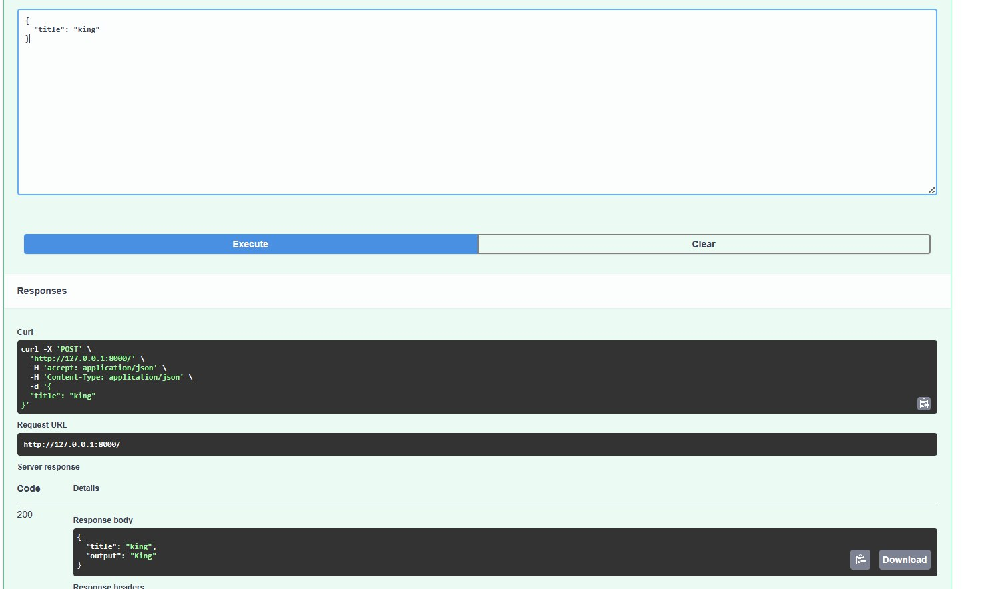 {
  "title": "king"
}
Execute
Clear
Responses
Curl
curl -X 'POST' \
  'http://127.0.0.1:8000/' \
  -H 'accept: application/json' \
  -H 'Content-Type: application/json' \
  -d '{
  "title": "king"
}'
Request URL
http://127.0.0.1:8000/
Server response
Code Details
200
Response body
{
  "title": "king",
  "output": "King"
}
Download
Response headers